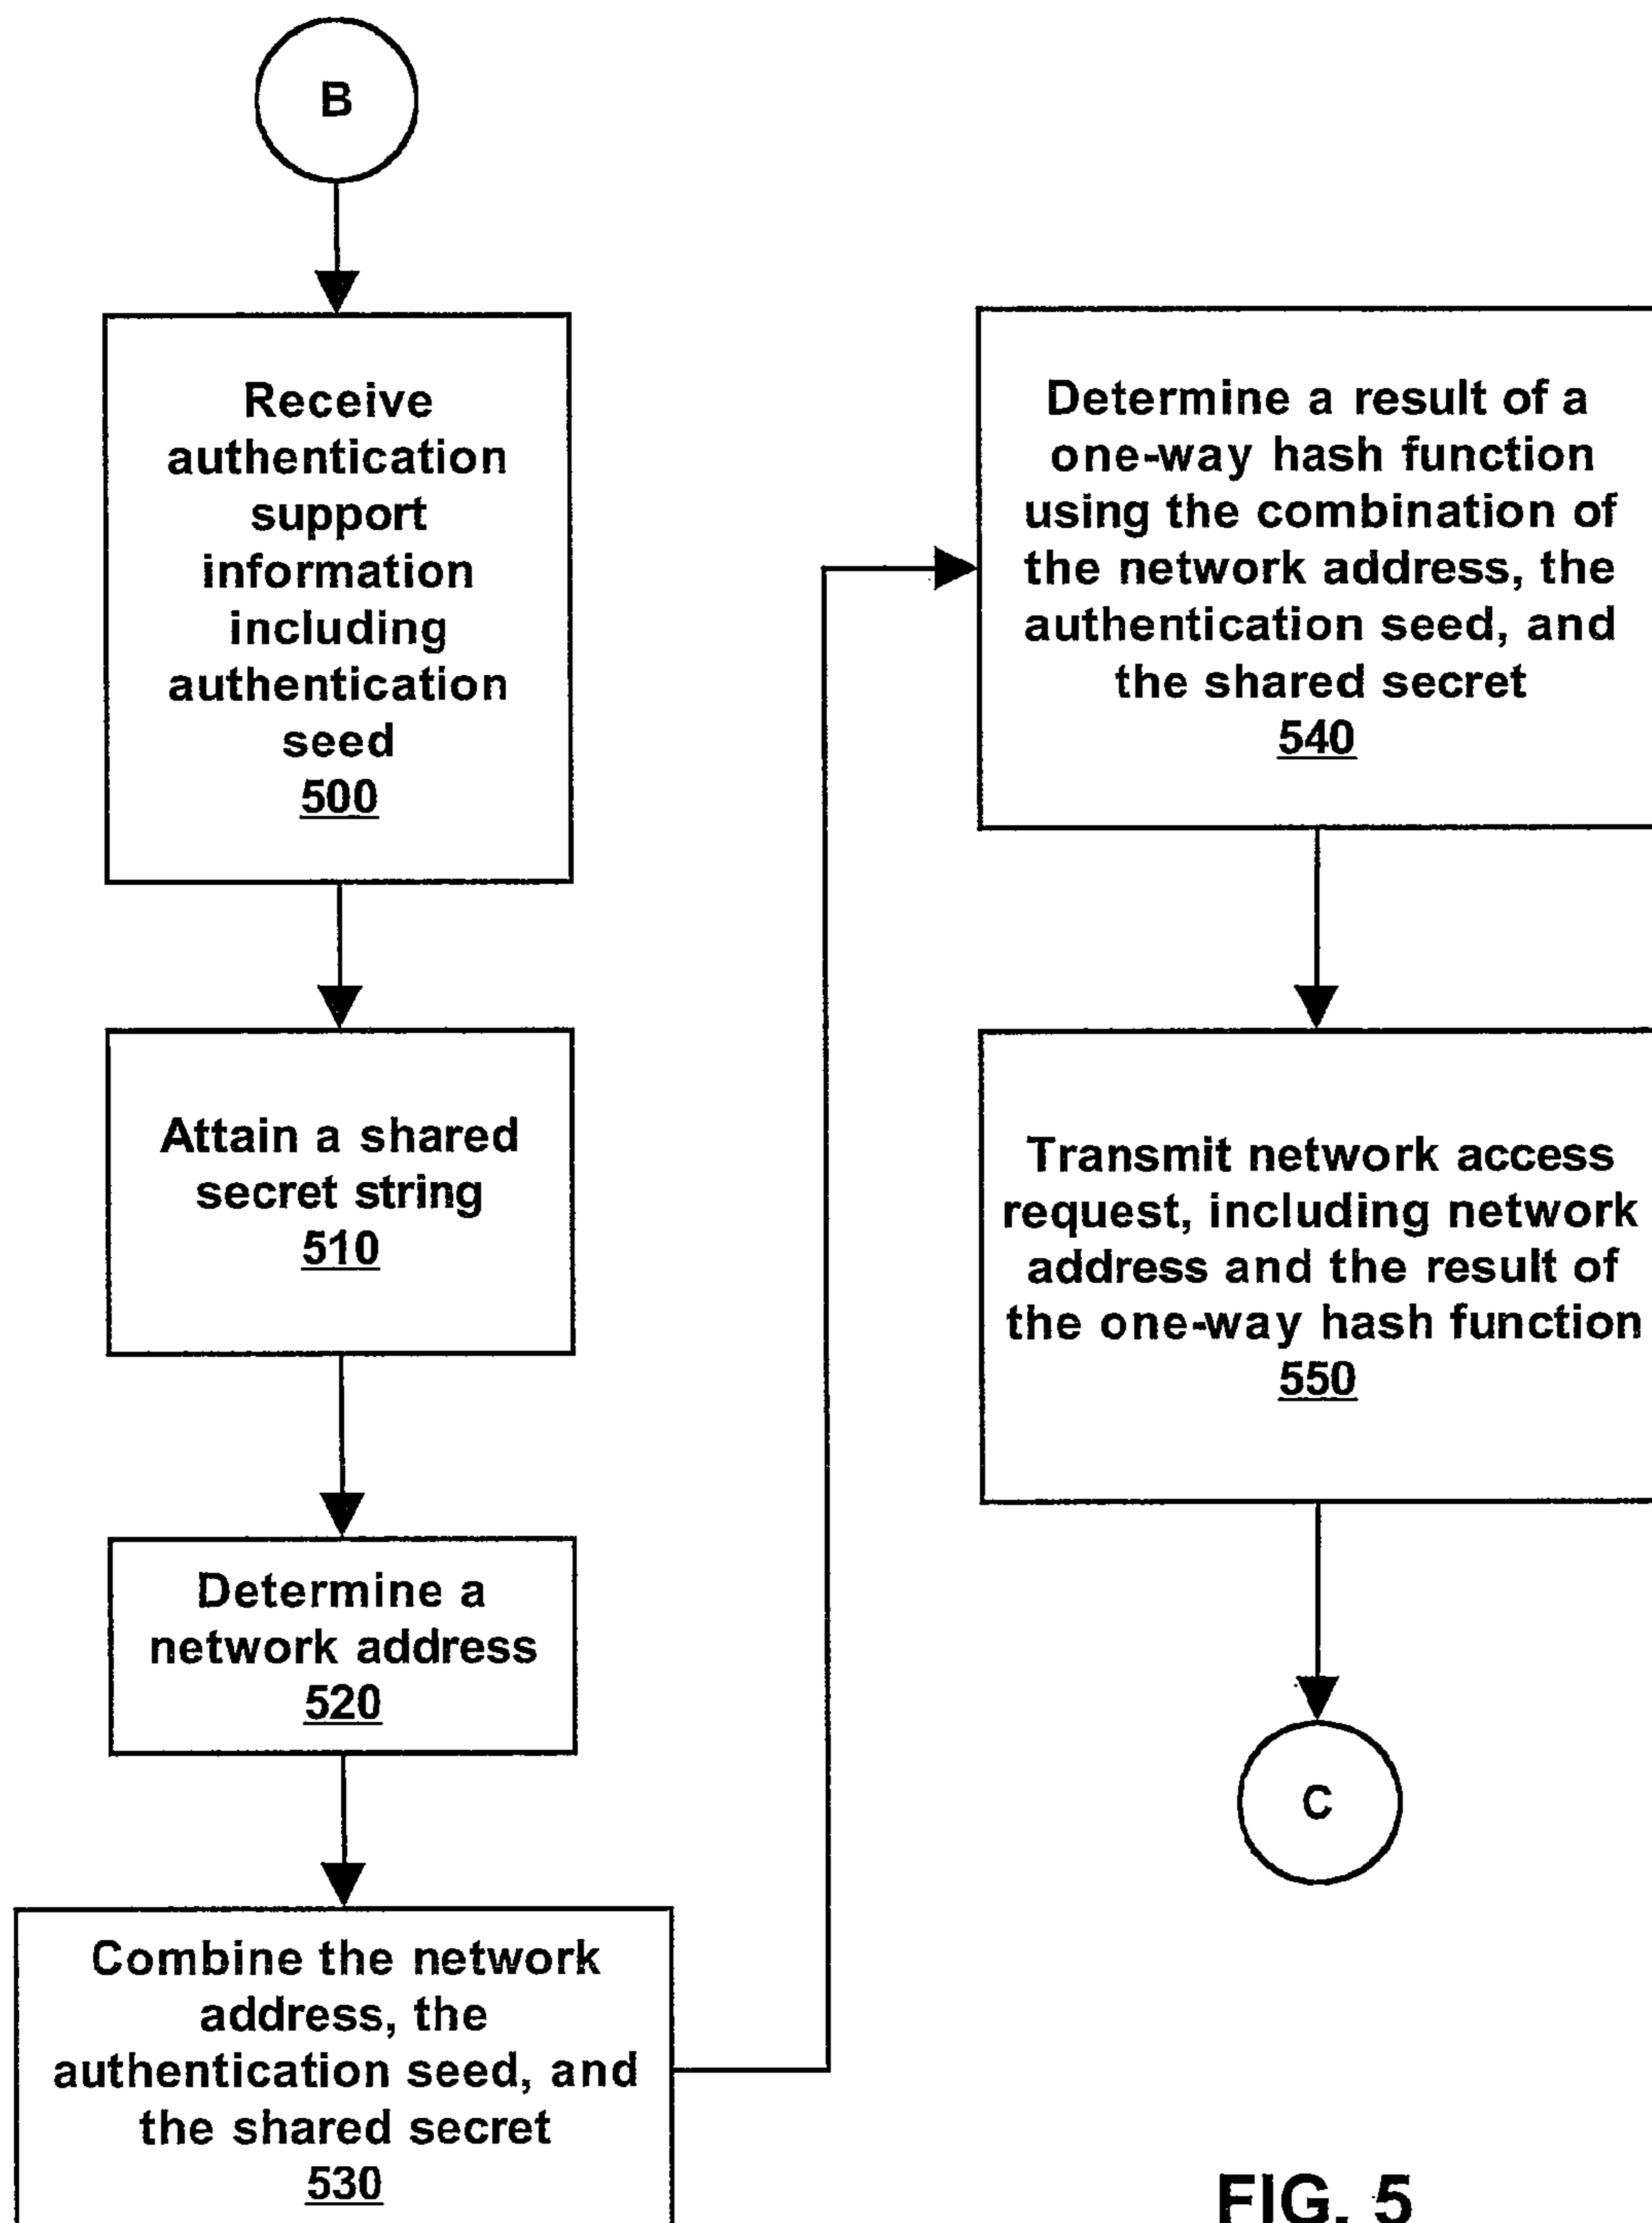 B
Receive
authentication
support
information
including
authentication
seed
500
Attain a shared
secret string
510
Determine a
network address
520
Combine the network
address, the
authentication seed, and
the shared secret
530
Determine a result of a
one-way hash function
using the combination of
the network address, the
authentication seed, and
the shared secret
540
Transmit network access
request, including network
address and the result of
the one-way hash function
550
C
FIG. 5